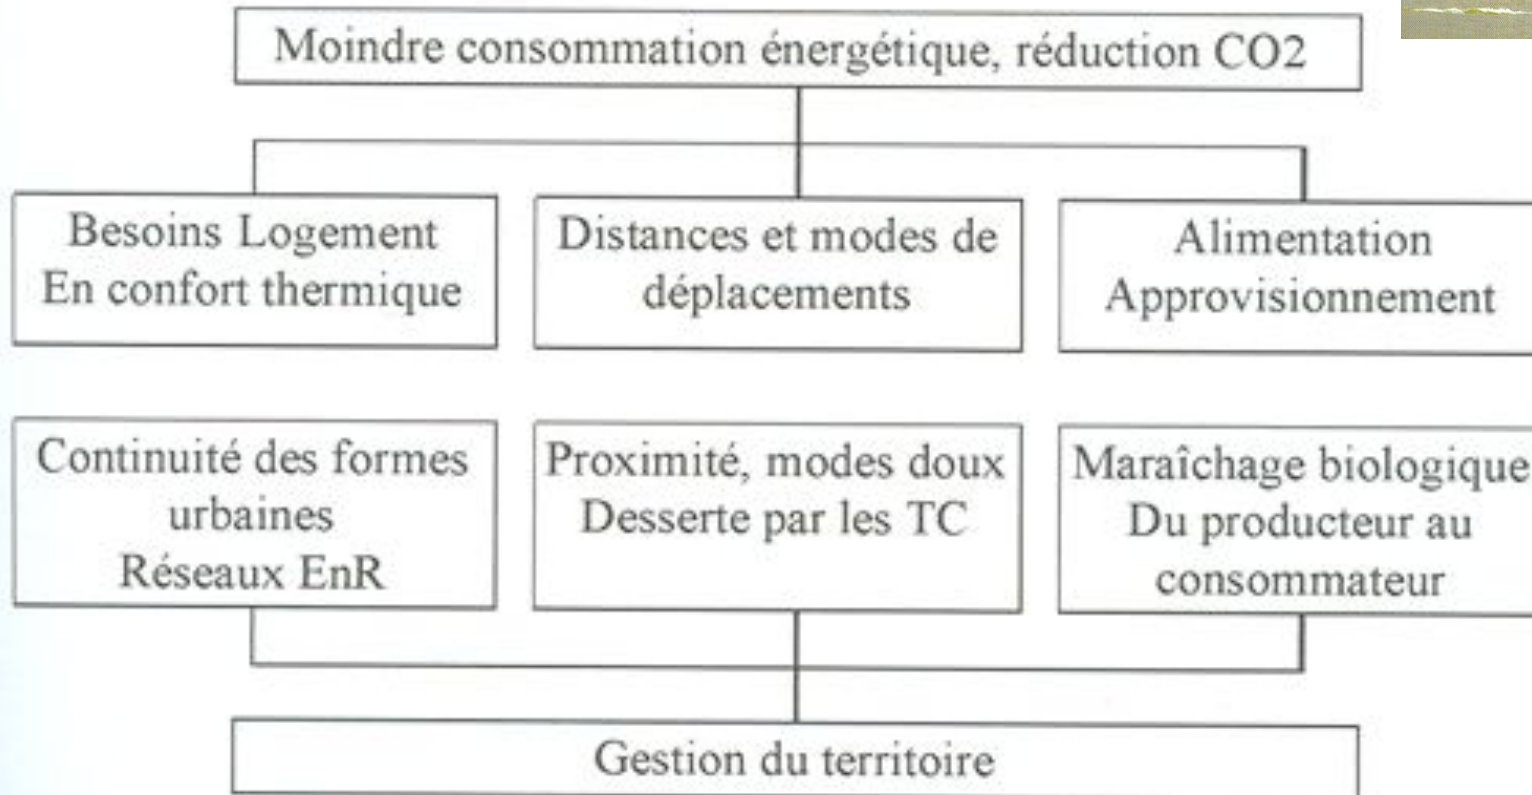 Moindre consommation énergétique, réduction CO2
Besoins Logement
En confort thermique
Distances et modes de
déplacements
Alimentation
Approvisionnement
Continuité des formes
urbaines
Réseaux EnR
Proximité, modes doux
Desserte par les TC
Maraîchage biologique
Du producteur au
consommateur
Gestion du territoire